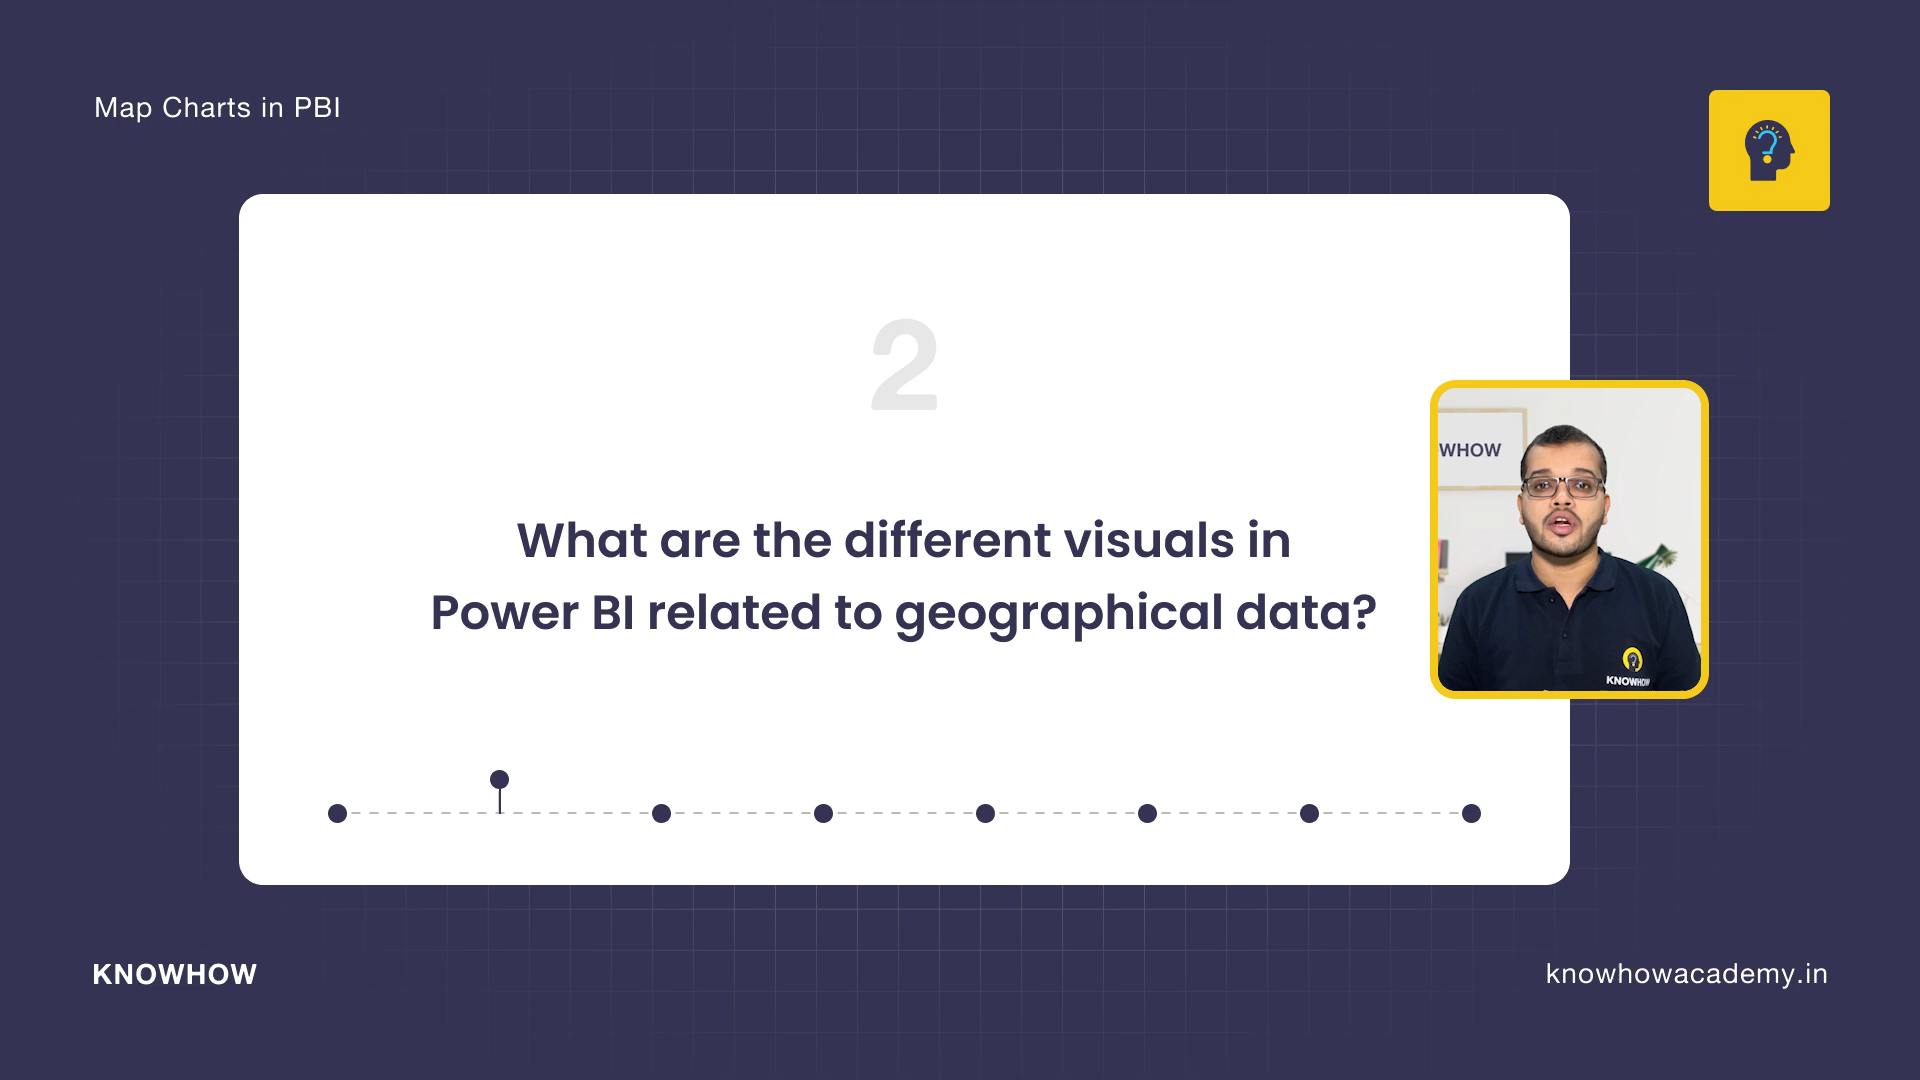 Map Charts in PBI
2
What are the different visuals in
Power BI related to geographical data?
WHOW
KNOWHOW
KNOWHOW
knowhowacademy.in